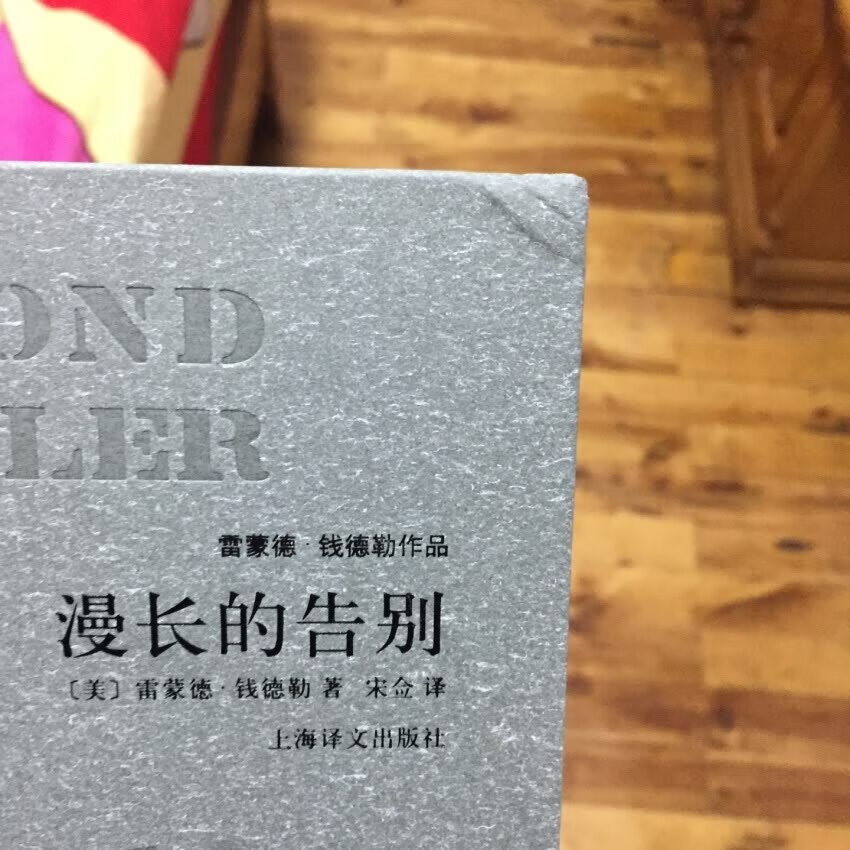 OND
LER
雷蒙德·钱德勒作品
漫长的告别
〔美〕雷蒙德·钱德勒 著 宋佥 译
上海译文出版社